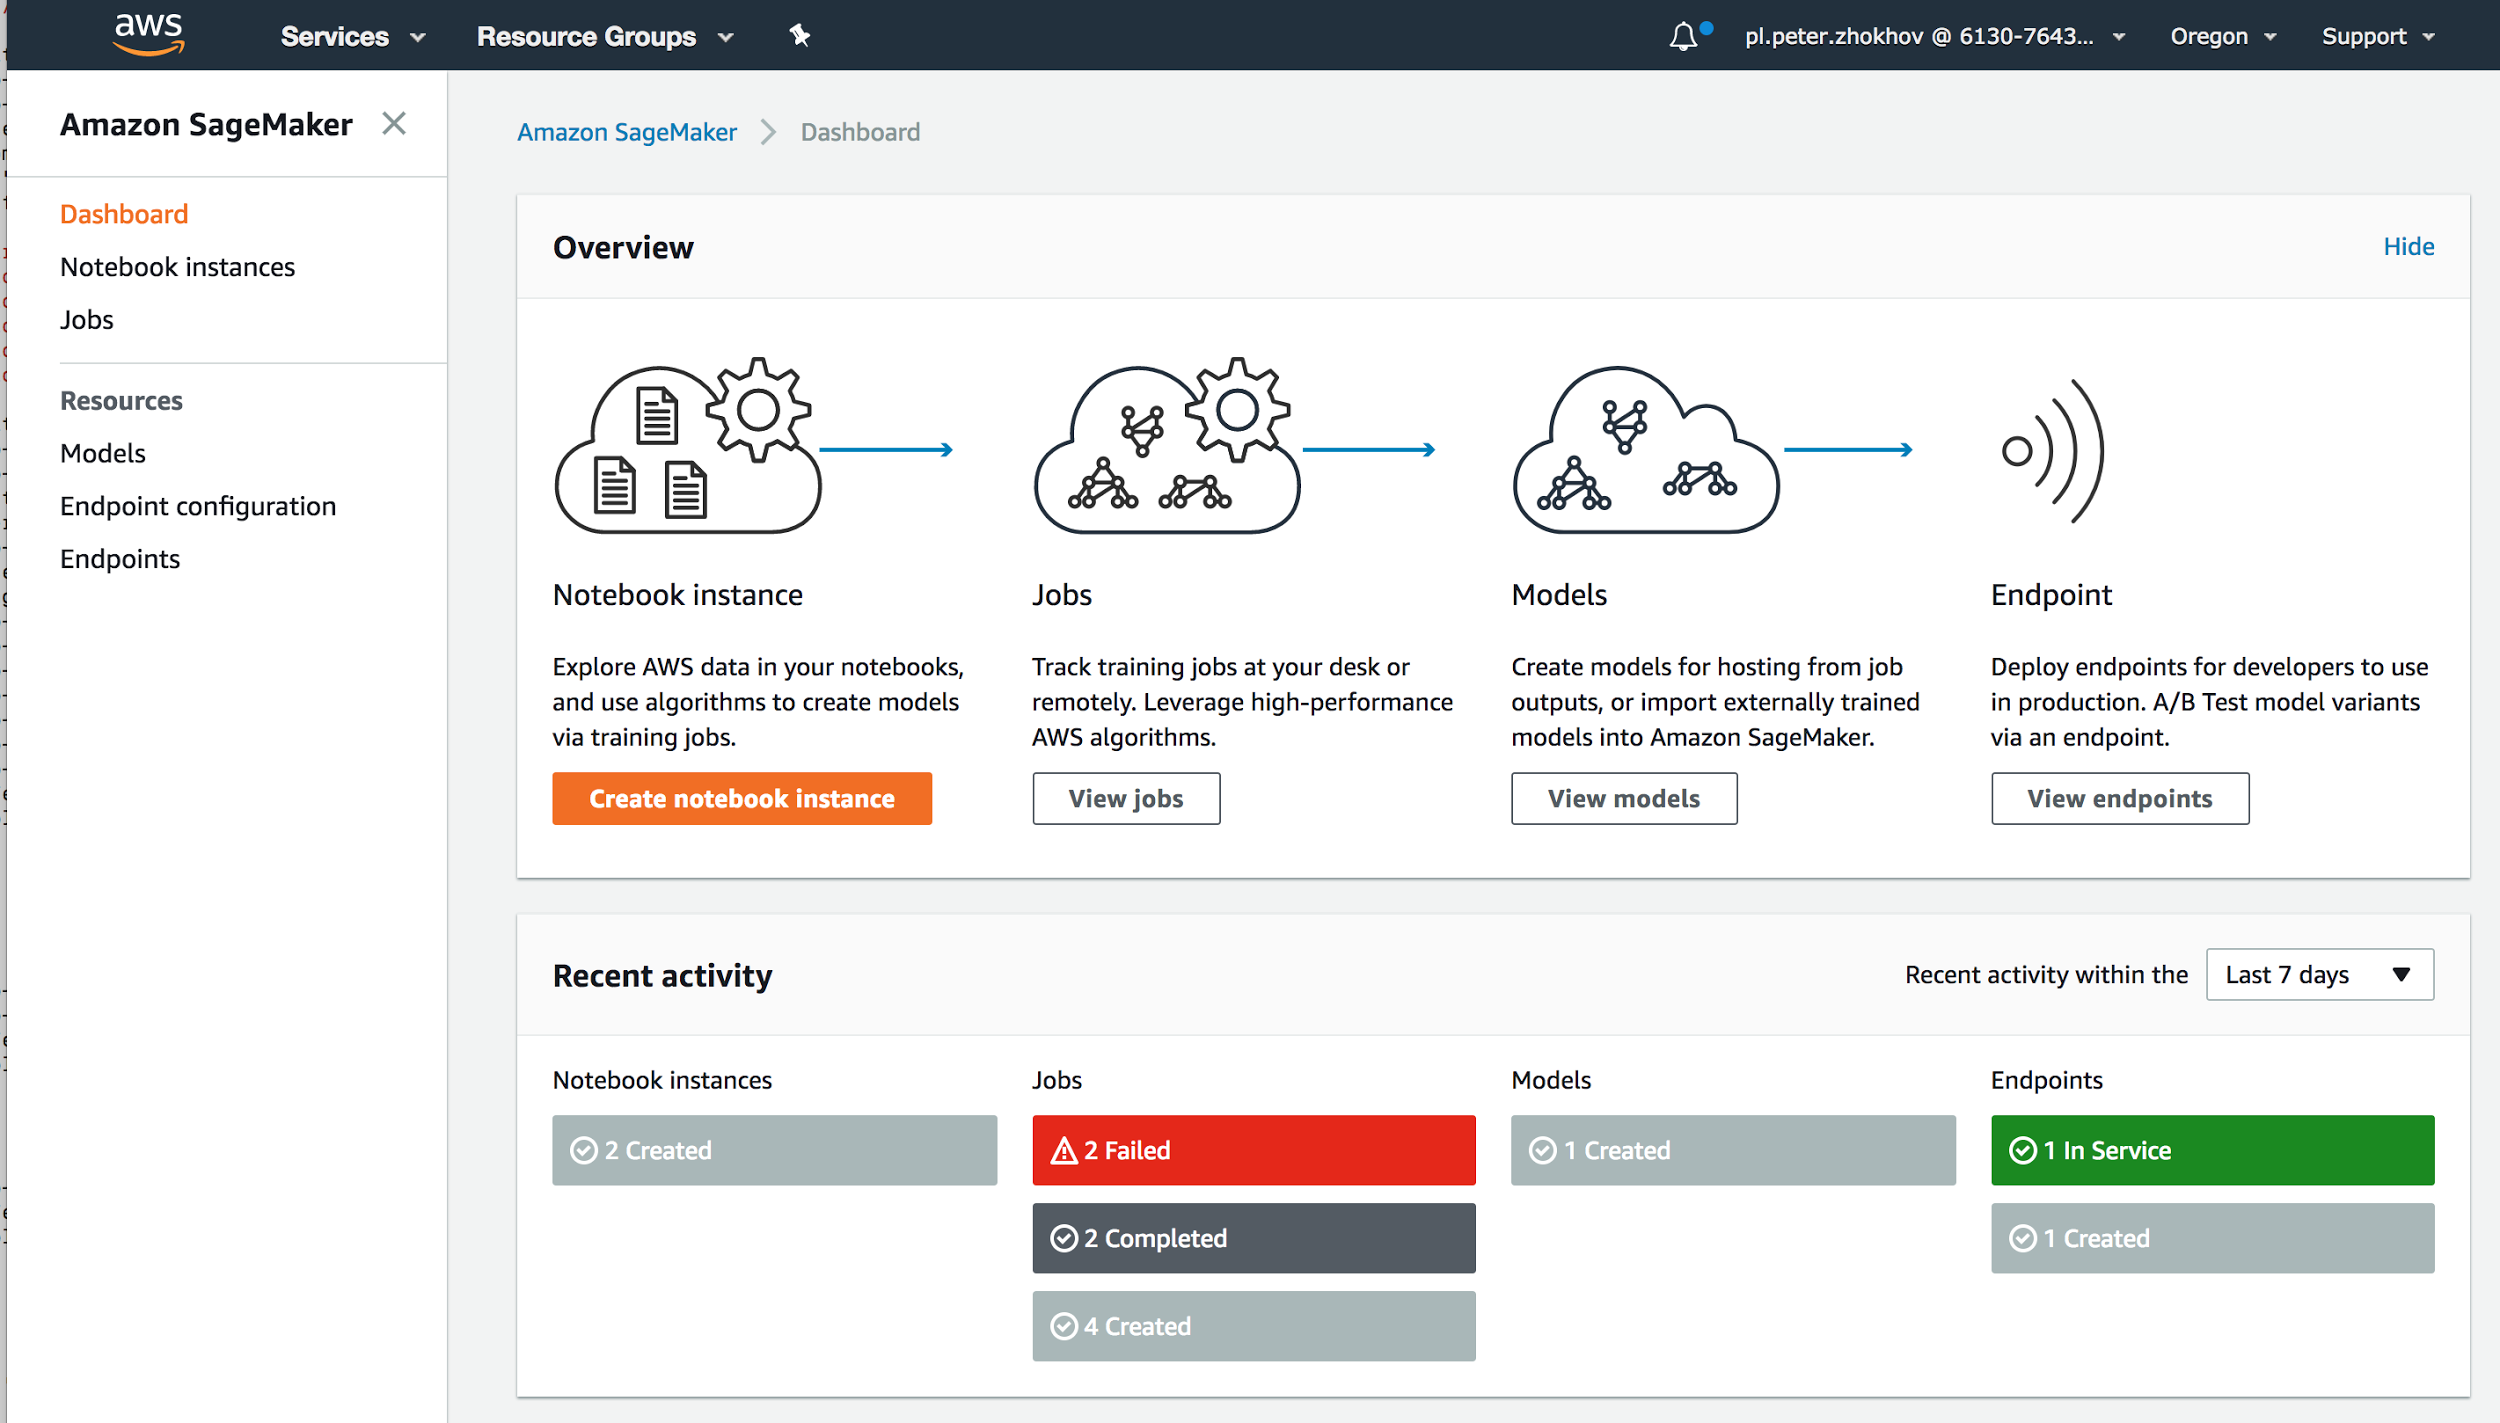 aws
Services
Resource Groups
pl.peter.zhokhov @ 6130-7643...
Oregon
Support
Amazon SageMaker
Dashboard
Notebook instances
Jobs
Resources
Models
Endpoint configuration
Endpoints
Amazon SageMaker
Dashboard
Overview
Hide
Notebook instance
Explore AWS data in your notebooks,
and use algorithms to create models
via training jobs.
Create notebook instance
Jobs
Track training jobs at your desk or
remotely. Leverage high-performance
AWS algorithms.
View jobs
Models
Create models for hosting from job
outputs, or import externally trained
models into Amazon SageMaker.
View models
Endpoint
Deploy endpoints for developers to use
in production. A/B Test model variants
via an endpoint.
View endpoints
Recent activity
Recent activity within the
Last 7 days
Notebook instances
2 Created
Jobs
2 Failed
2 Completed
4 Created
Models
1 Created
Endpoints
1 In Service
1 Created